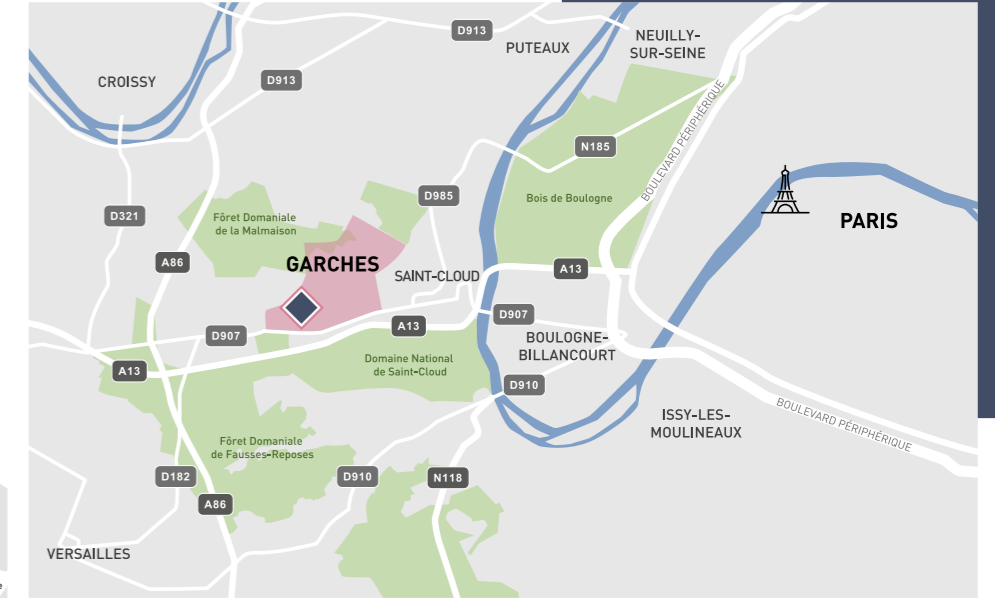 D913
PUTEAUX
NEUILLY-
SUR-SEINE
CROISSY
D913
BOULEVARD PÉRIPHÉRIQUE
N185
D985
Bois de Boulogne
D321
Fôret Domaniale
de la Malmaison
PARIS
A86
GARCHES
SAINT-CLOUD
A13
D907
A13
D907
BOULOGNE-
BILLANCOURT
Domaine National
de Saint-Cloud
A13
D910
ISSY-LES-
MOULINEAUX
BOULEVARD PÉRIPHÉRIQUE
Fôret Domaniale
de Fausses-Reposes
D182
D910
N118
A86
VERSAILLES
e